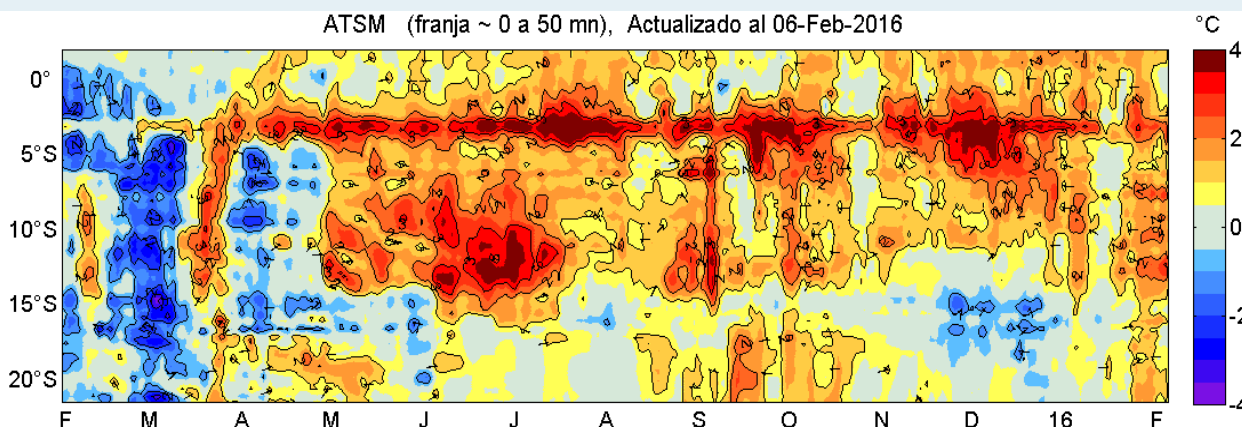 ATSM (franja ~ 0 a 50 mn), Actualizado al 06-Feb-2016
°C
4
2
0
-2
-4
0°
5°S
10°S
15°S
20°S
F M A M J J A S O N D 16 F